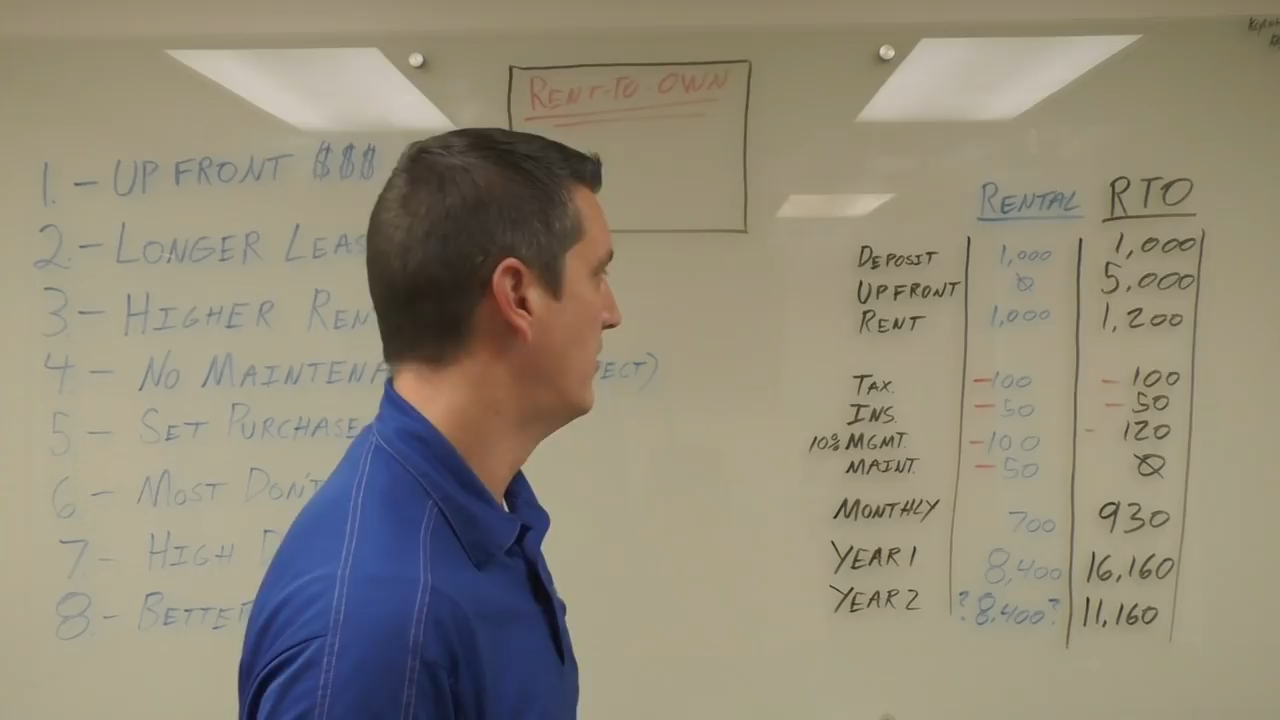 RENT-TO-OWN
1. - UP FRONT $$$
2 - LONGER LEAS
3 - HIGHER REN
4 - NO MAINTENA ECT)
5 - SET PURCHASE
6 - MOST DON'T
7 - HIGH
8 - BETTER
RENTAL RTO
DEPOSIT 1,000 1,000
UPFRONT 0 5,000
RENT 1,000 1,200
TAX. -100 -100
INS. -50 -50
10% MGMT. -100 -120
MAINT. -50 0
MONTHLY 700 930
YEAR 1 8,400 16,160
YEAR 2 ?8,400? 11,160